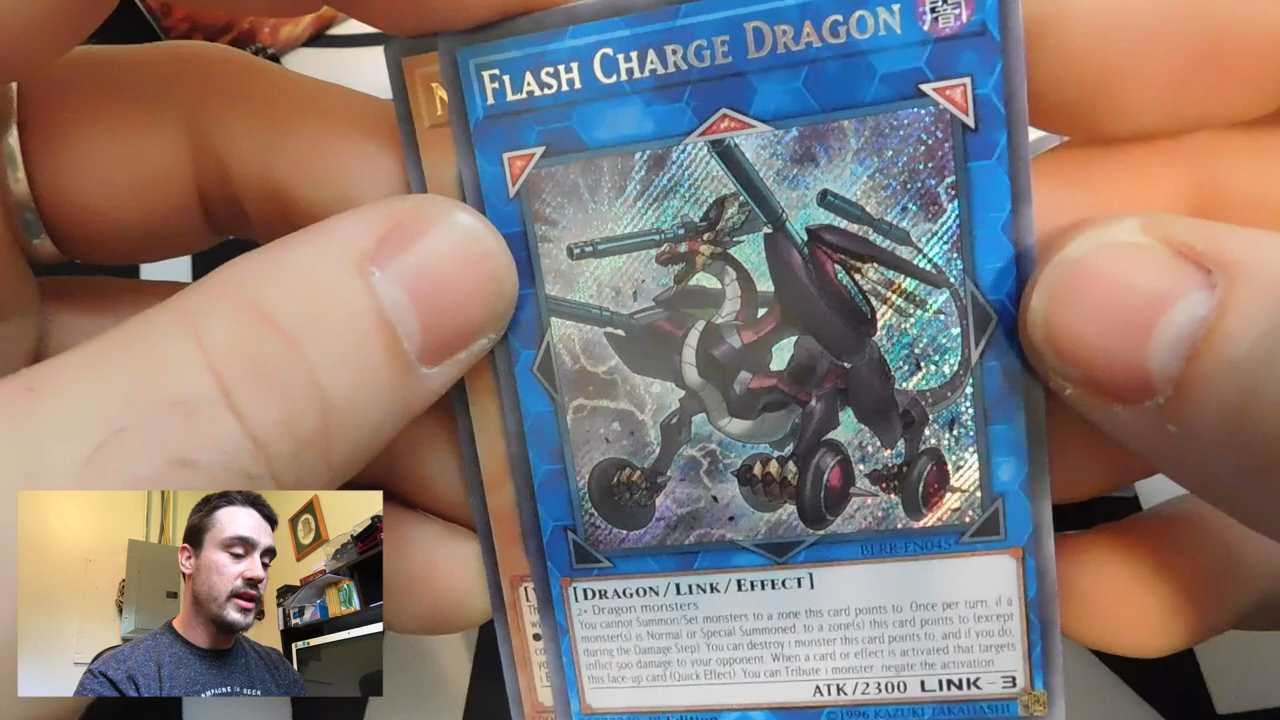 FLASH CHARGE DRAGON
闇
N
BLRR-EN045
[DRAGON/LINK/EFFECT]
2+ Dragon monsters
You cannot Summon/Set monsters to a zone this card points to. Once per turn, if a
monster(s) is Normal or Special Summoned, to a zone(s) this card points to (except
during the Damage Step): You can destroy 1 monster this card points to, and if you do,
inflict 500 damage to your opponent. When a card or effect is activated that targets
this face-up card (Quick Effect): You can Tribute 1 monster; negate the activation.
ATK/2300 LINK-3
1st Edition
©1996 KAZUKI TAKAHASHI